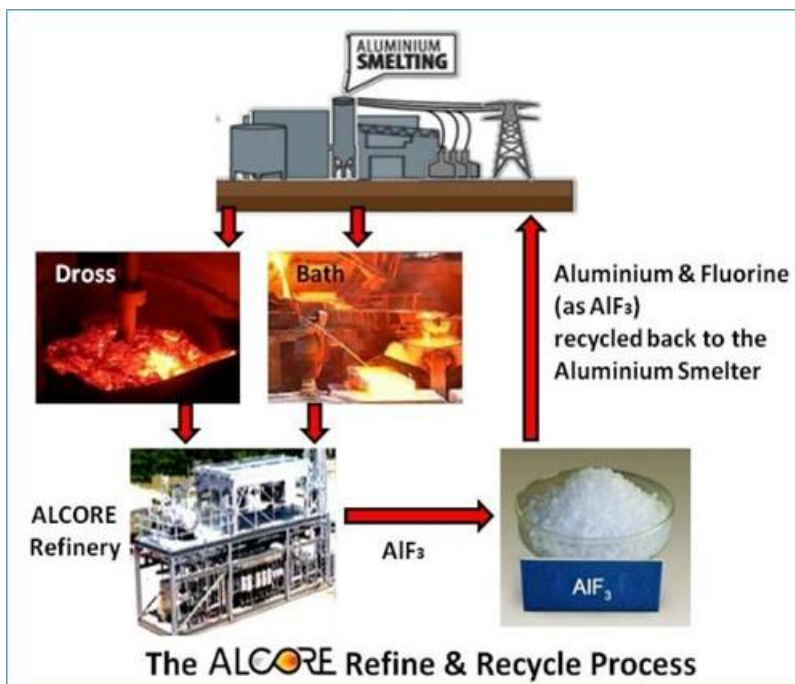 ALUMINIUM
SMELTING
Dross
Bath
Aluminium & Fluorine
(as AlF₃)
recycled back to the
Aluminium Smelter
ALCORE
Refinery
AlF₃
AlF₃
The ALCORE Refine & Recycle Process